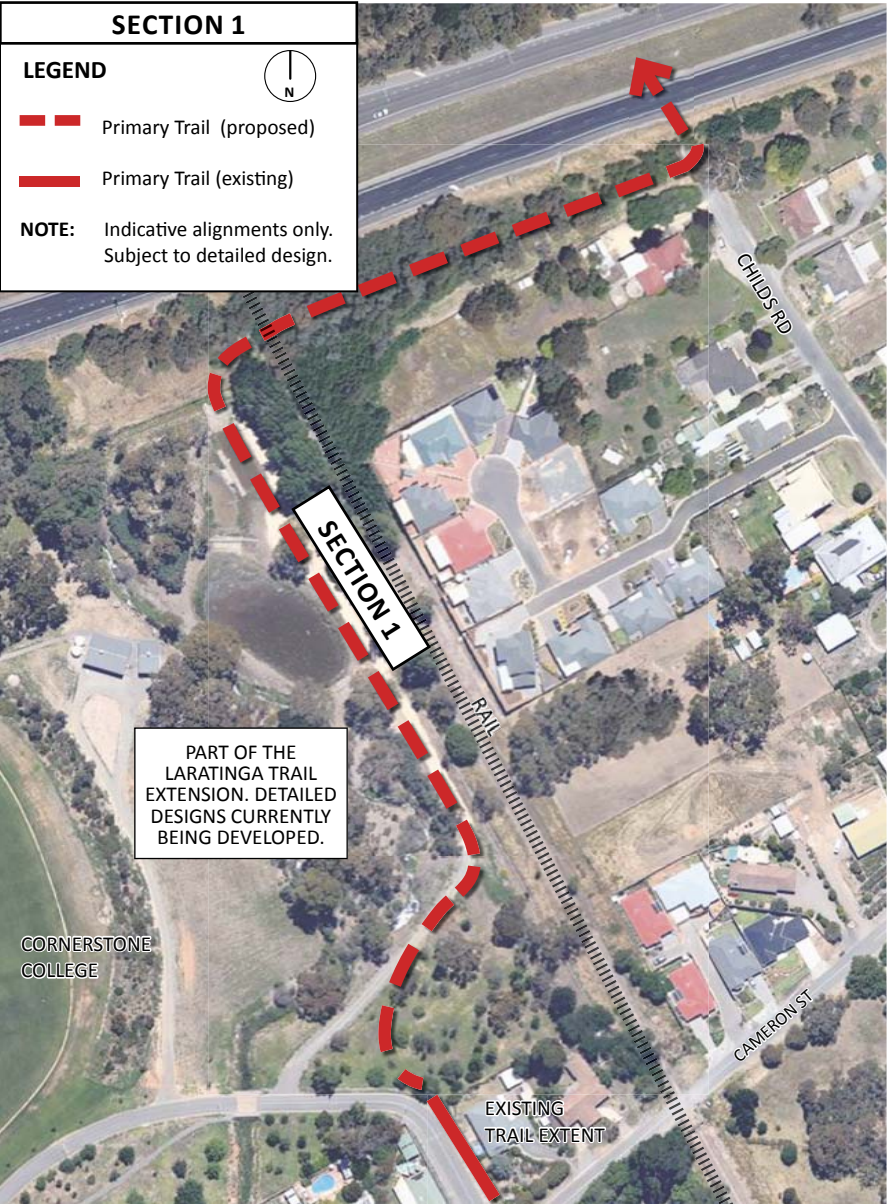 SECTION 1
LEGEND
N
Primary Trail (proposed)
Primary Trail (existing)
NOTE: Indicative alignments only.
Subject to detailed design.
CHILDS RD
SECTION 1
RAIL
PART OF THE
LARATINGA TRAIL
EXTENSION. DETAILED
DESIGNS CURRENTLY
BEING DEVELOPED.
CORNERSTONE
COLLEGE
CAMERON ST
EXISTING
TRAIL EXTENT